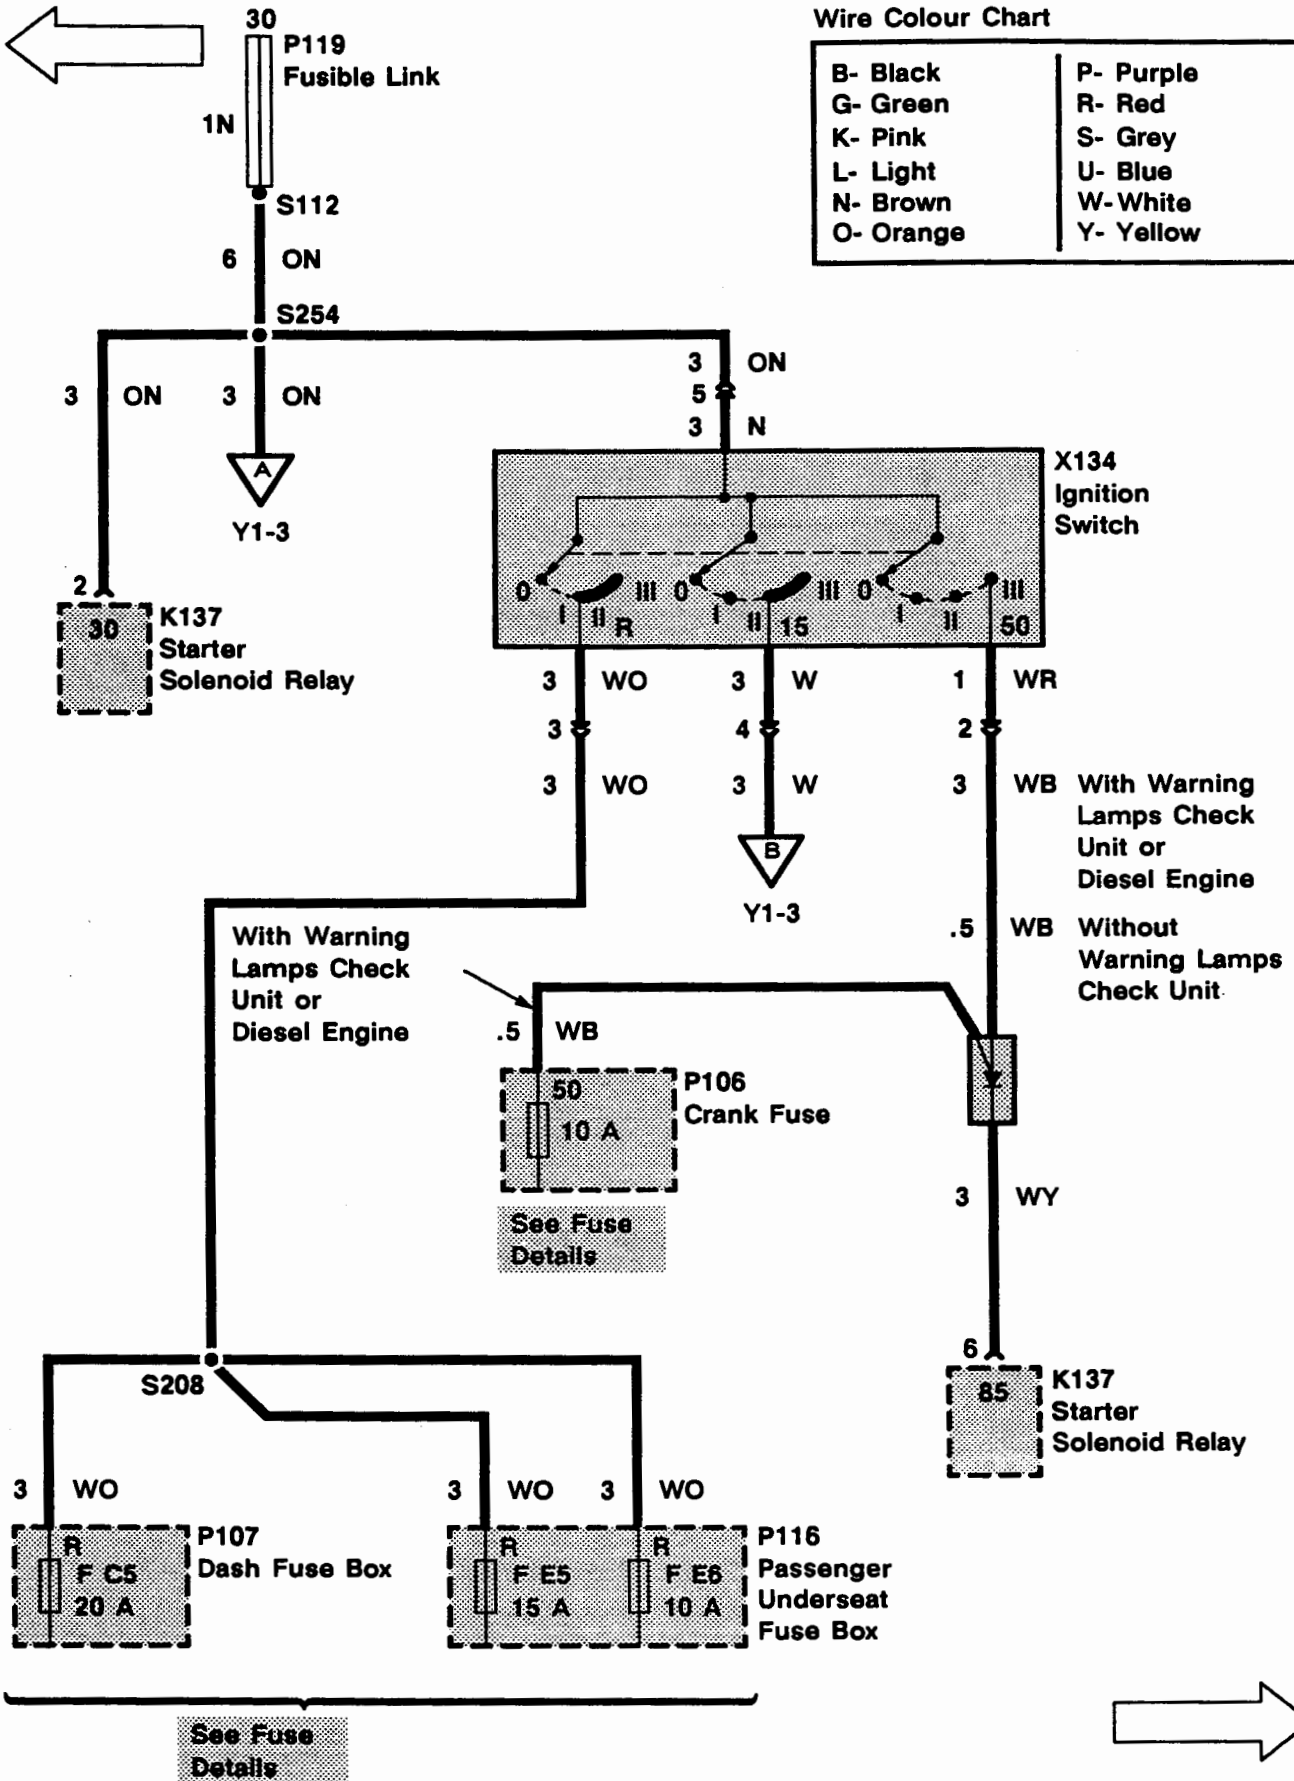 30
P119
Fusible Link
1N
S112
6 ON
S254
3 ON
3 ON
3 ON
5
3 N
A
Y1-3
Wire Colour Chart
B- Black
G- Green
K- Pink
L- Light
N- Brown
O- Orange
P- Purple
R- Red
S- Grey
U- Blue
W- White
Y- Yellow
X134
Ignition
Switch
0 I II III R
0 I II III 15
0 I II III 50
2
30
K137
Starter
Solenoid Relay
3 WO
3
3 WO
3 W
4
3 W
B
Y1-3
1 WR
2
3 WB With Warning
Lamps Check
Unit or
Diesel Engine
.5 WB Without
Warning Lamps
Check Unit
With Warning
Lamps Check
Unit or
Diesel Engine
.5 WB
50
10 A
P106
Crank Fuse
See Fuse
Details
3 WY
6
85
K137
Starter
Solenoid Relay
S208
3 WO
3 WO
3 WO
R
F C5
20 A
P107
Dash Fuse Box
R
F E5
15 A
R
F E6
10 A
P116
Passenger
Underseat
Fuse Box
See Fuse
Details